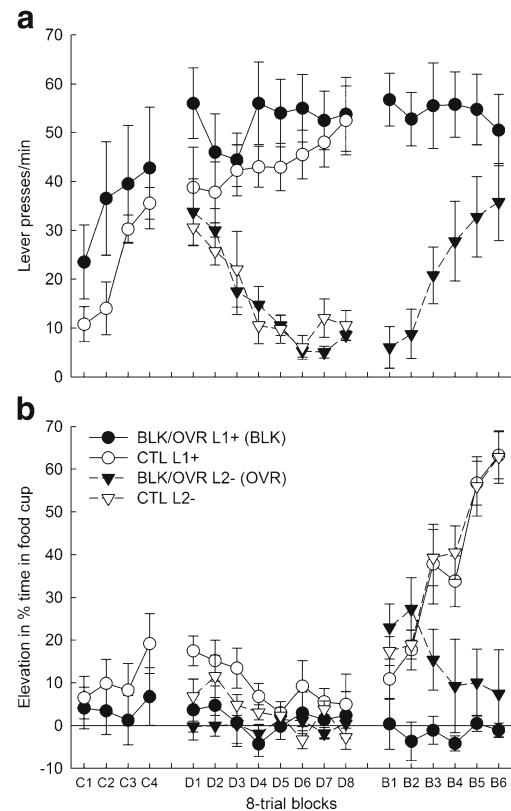 a
70
60
50
40
30
20
10
0
Lever presses/min
b
70
60
50
40
30
20
10
0
-10
Elevation in % time in food cup
BLK/OVR L1+ (BLK)
CTL L1+
BLK/OVR L2- (OVR)
CTL L2-
C1 C2 C3 C4 D1 D2 D3 D4 D5 D6 D7 D8 B1 B2 B3 B4 B5 B6
8-trial blocks